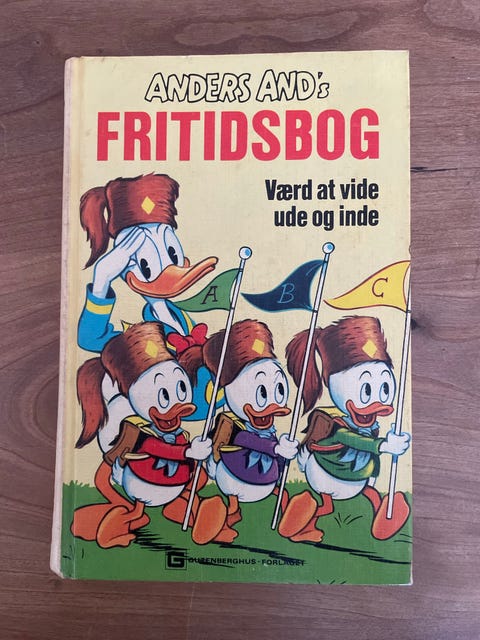 ANDERS AND's
FRITIDSBOG
Værd at vide
ude og inde
A B C
G GUTENBERGHUS-FORLAGET